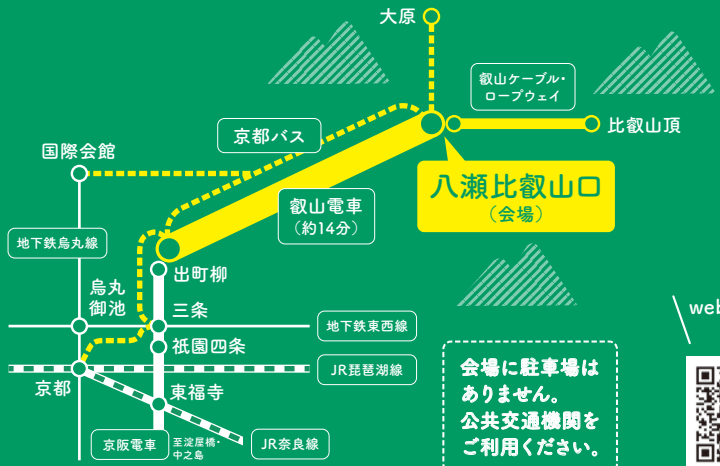 大原
叡山ケーブル・
ロープウェイ
比叡山頂
京都バス
国際会館
八瀬比叡山口
（会場）
叡山電車
（約14分）
地下鉄烏丸線
出町柳
烏丸
御池
三条
地下鉄東西線
祇園四条
JR琵琶湖線
京都
東福寺
京阪電車
至淀屋橋・
中之島
JR奈良線
会場に駐車場は
ありません。
公共交通機関を
ご利用ください。
web